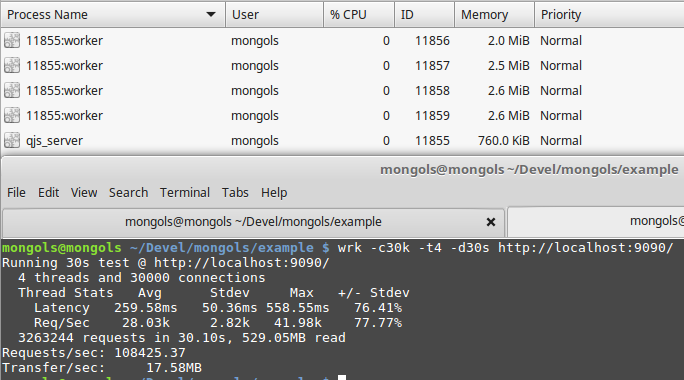 Process Name User % CPU ID Memory Priority
11855:worker mongols 0 11856 2.0 MiB Normal
11855:worker mongols 0 11857 2.5 MiB Normal
11855:worker mongols 0 11858 2.6 MiB Normal
11855:worker mongols 0 11859 2.6 MiB Normal
qjs_server mongols 0 11855 760.0 KiB Normal
mongols@mongols ~/Devel/mongols/example
File Edit View Search Terminal Tabs Help
mongols@mongols ~/Devel/mongols/example × mongols@
mongols@mongols ~/Devel/mongols/example $ wrk -c30k -t4 -d30s http://localhost:9090/
Running 30s test @ http://localhost:9090/
4 threads and 30000 connections
Thread Stats Avg Stdev Max +/- Stdev
Latency 259.58ms 50.36ms 558.55ms 76.41%
Req/Sec 28.03k 2.82k 41.98k 77.77%
3263244 requests in 30.10s, 529.05MB read
Requests/sec: 108425.37
Transfer/sec: 17.58MB